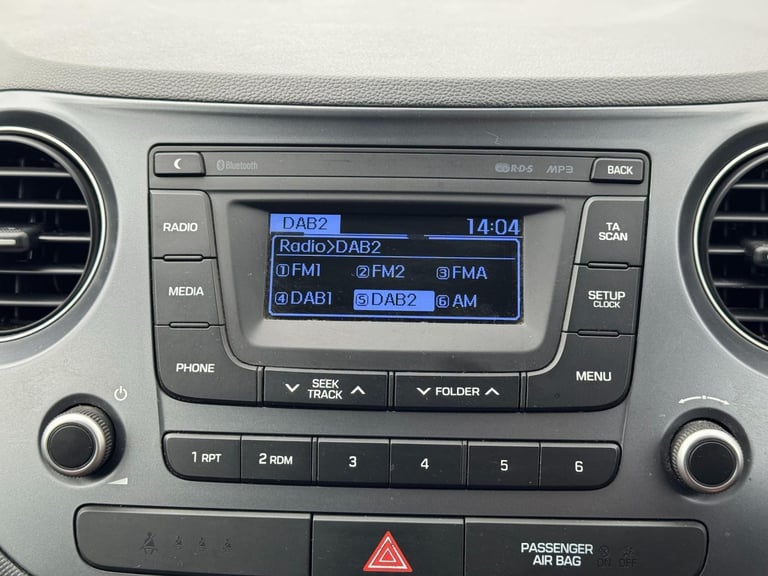 Bluetooth R·D·S MP3 BACK
RADIO
MEDIA
PHONE
DAB2 14:04
Radio>DAB2
①FM1 ②FM2 ③FMA
④DAB1 ⑤DAB2 ⑥AM
TA
SCAN
SETUP
CLOCK
MENU
SEEK
TRACK
FOLDER
1 RPT 2 RDM 3 4 5 6
PASSENGER
AIR BAG
ON OFF